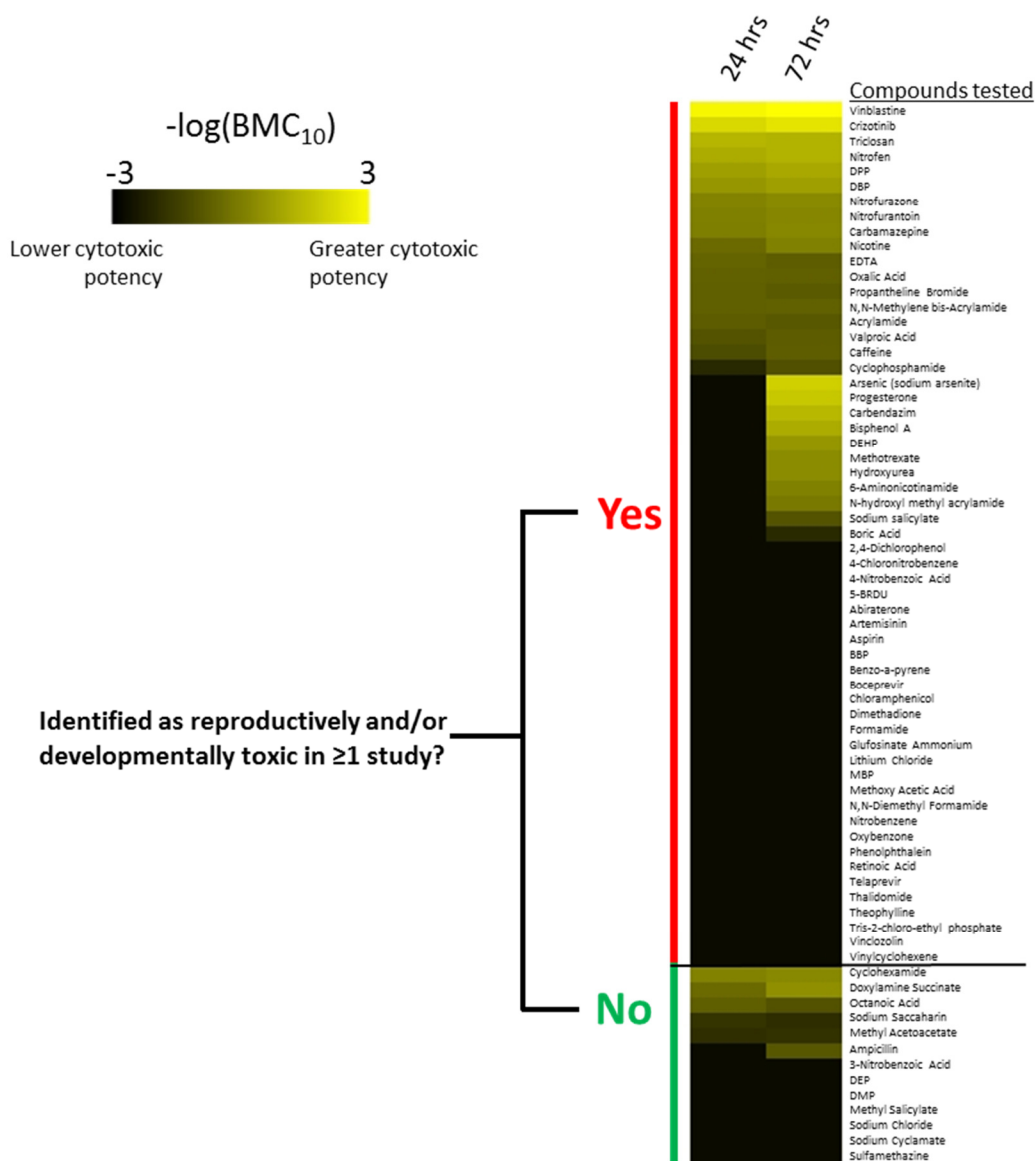 24 hrs
72 hrs
Compounds tested
-log(BMC10)
-3
3
Lower cytotoxic
potency
Greater cytotoxic
potency
Vinblastine
Crizotinib
Triclosan
Nitrofen
DPP
DBP
Nitrofurazone
Nitrofurantoin
Carbamazepine
Nicotine
EDTA
Oxalic Acid
Propantheline Bromide
N,N-Methylene bis-Acrylamide
Acrylamide
Valproic Acid
Caffeine
Cyclophosphamide
Arsenic (sodium arsenite)
Progesterone
Carbendazim
Bisphenol A
DEHP
Methotrexate
Hydroxyurea
6-Aminonicotinamide
N-hydroxyl methyl acrylamide
Sodium salicylate
Boric Acid
2,4-Dichlorophenol
4-Chloronitrobenzene
4-Nitrobenzoic Acid
5-BRDU
Abiraterone
Artemisinin
Aspirin
BBP
Benzo-a-pyrene
Boceprevir
Chloramphenicol
Dimethadione
Formamide
Glufosinate Ammonium
Lithium Chloride
MBP
Methoxy Acetic Acid
N,N-Diemethyl Formamide
Nitrobenzene
Oxybenzone
Phenolphthalein
Retinoic Acid
Telaprevir
Thalidomide
Theophylline
Tris-2-chloro-ethyl phosphate
Vinclozolin
Vinylcyclohexene
Cyclohexamide
Doxylamine Succinate
Octanoic Acid
Sodium Saccaharin
Methyl Acetoacetate
Ampicillin
3-Nitrobenzoic Acid
DEP
DMP
Methyl Salicylate
Sodium Chloride
Sodium Cyclamate
Sulfamethazine
Yes
Identified as reproductively and/or
developmentally toxic in ≥1 study?
No